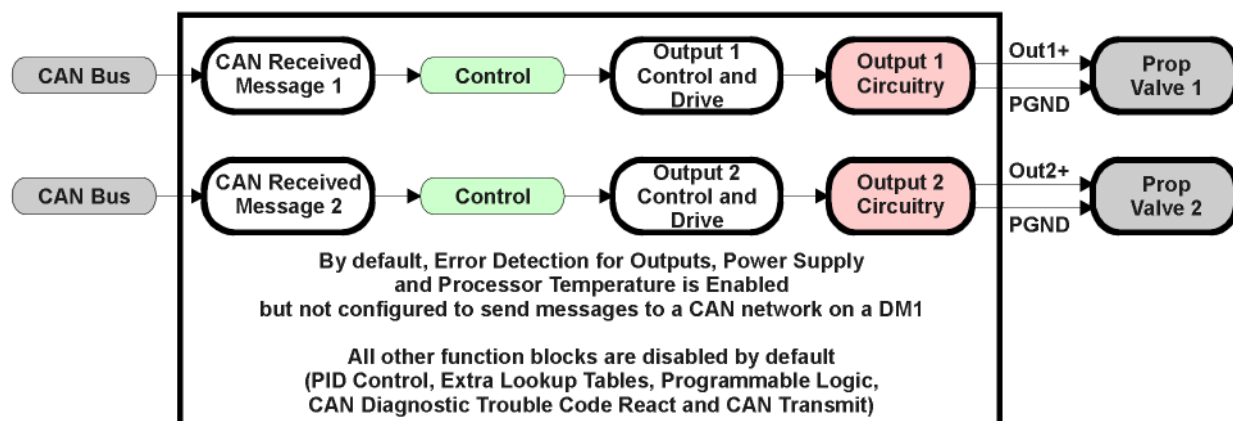 CAN Bus
CAN Received
Message 1
Control
Output 1
Control and
Drive
Output 1
Circuitry
Out1+
PGND
Prop
Valve 1
CAN Bus
CAN Received
Message 2
Control
Output 2
Control and
Drive
Output 2
Circuitry
Out2+
PGND
Prop
Valve 2
By default, Error Detection for Outputs, Power Supply
and Processor Temperature is Enabled
but not configured to send messages to a CAN network on a DM1
All other function blocks are disabled by default
(PID Control, Extra Lookup Tables, Programmable Logic,
CAN Diagnostic Trouble Code React and CAN Transmit)